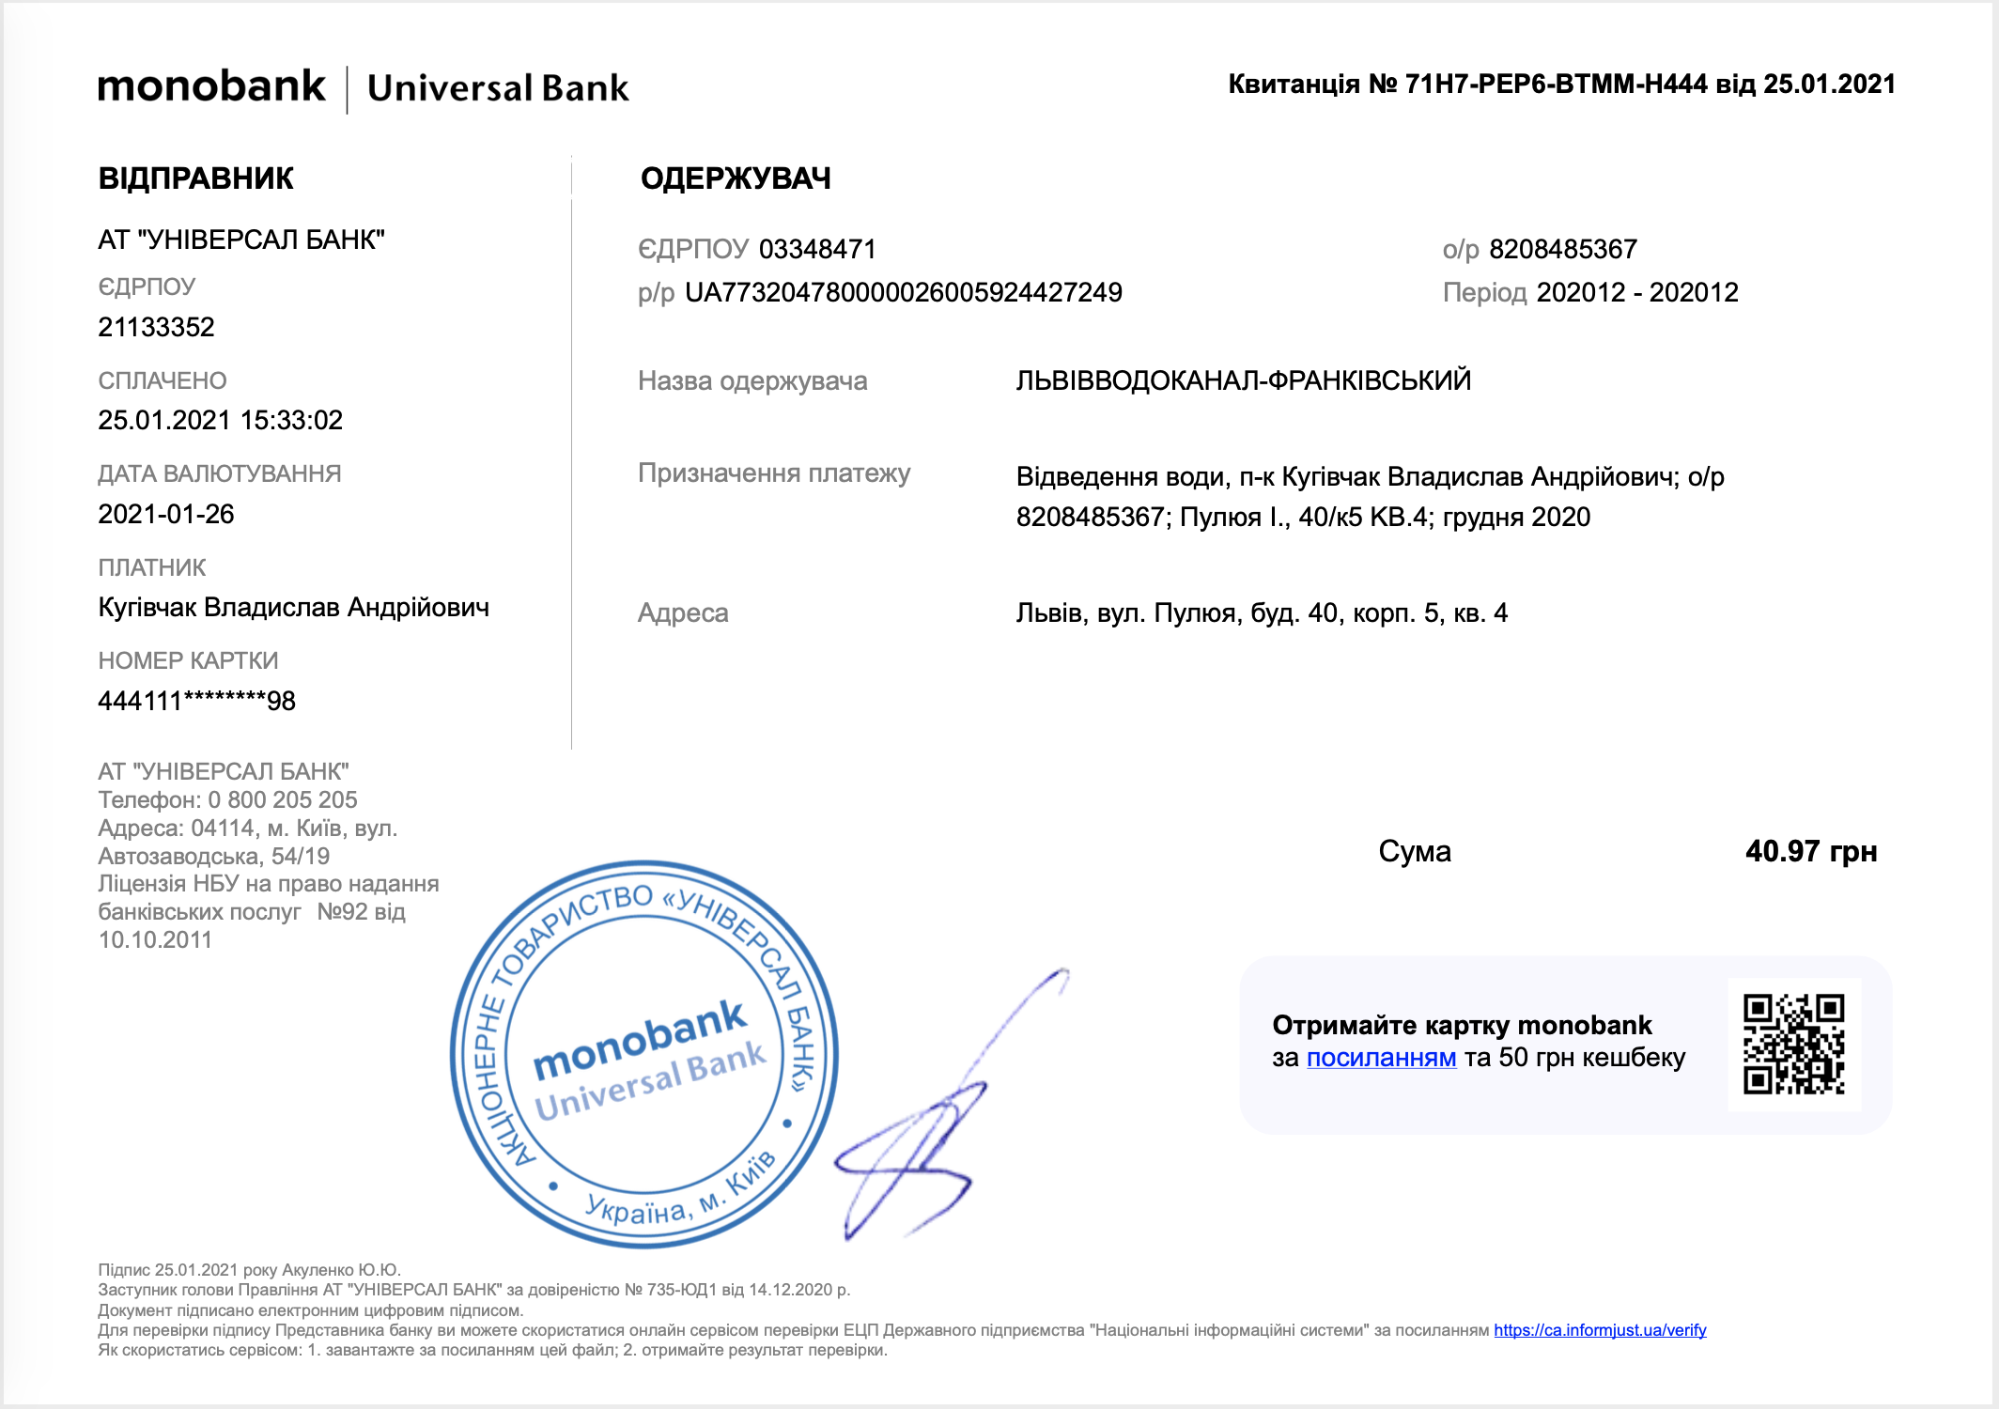 monobank | Universal Bank
Квитанція № 71H7-PEP6-BTMM-H444 від 25.01.2021
ВІДПРАВНИК
АТ "УНІВЕРСАЛ БАНК"
ЄДРПОУ
21133352
СПЛАЧЕНО
25.01.2021 15:33:02
ДАТА ВАЛЮТУВАННЯ
2021-01-26
ПЛАТНИК
Кугівчак Владислав Андрійович
НОМЕР КАРТКИ
444111********98
ОДЕРЖУВАЧ
ЄДРПОУ 03348471
о/р 8208485367
р/р UA773204780000026005924427249
Період 202012 - 202012
Назва одержувача ЛЬВІВВОДОКАНАЛ-ФРАНКІВСЬКИЙ
Призначення платежу Відведення води, п-к Кугівчак Владислав Андрійович; о/р
8208485367; Пулюя І., 40/к5 КВ.4; грудня 2020
Адреса Львів, вул. Пулюя, буд. 40, корп. 5, кв. 4
АТ "УНІВЕРСАЛ БАНК"
Телефон: 0 800 205 205
Адреса: 04114, м. Київ, вул.
Автозаводська, 54/19
Ліцензія НБУ на право надання
банківських послуг №92 від
10.10.2011
Сума 40.97 грн
АКЦІОНЕРНЕ ТОВАРИСТВО «УНІВЕРСАЛ БАНК»
monobank
Universal Bank
Україна, м. Київ
Отримайте картку monobank
за посиланням та 50 грн кешбеку
Підпис 25.01.2021 року Акуленко Ю.Ю.
Заступник голови Правління АТ "УНІВЕРСАЛ БАНК" за довіреністю № 735-ЮД1 від 14.12.2020 р.
Документ підписано електронним цифровим підписом.
Для перевірки підпису Представника банку ви можете скористатися онлайн сервісом перевірки ЕЦП Державного підприємства "Національні інформаційні системи" за посиланням https://ca.informjust.ua/verify
Як скористатись сервісом: 1. завантажте за посиланням цей файл; 2. отримайте результат перевірки.